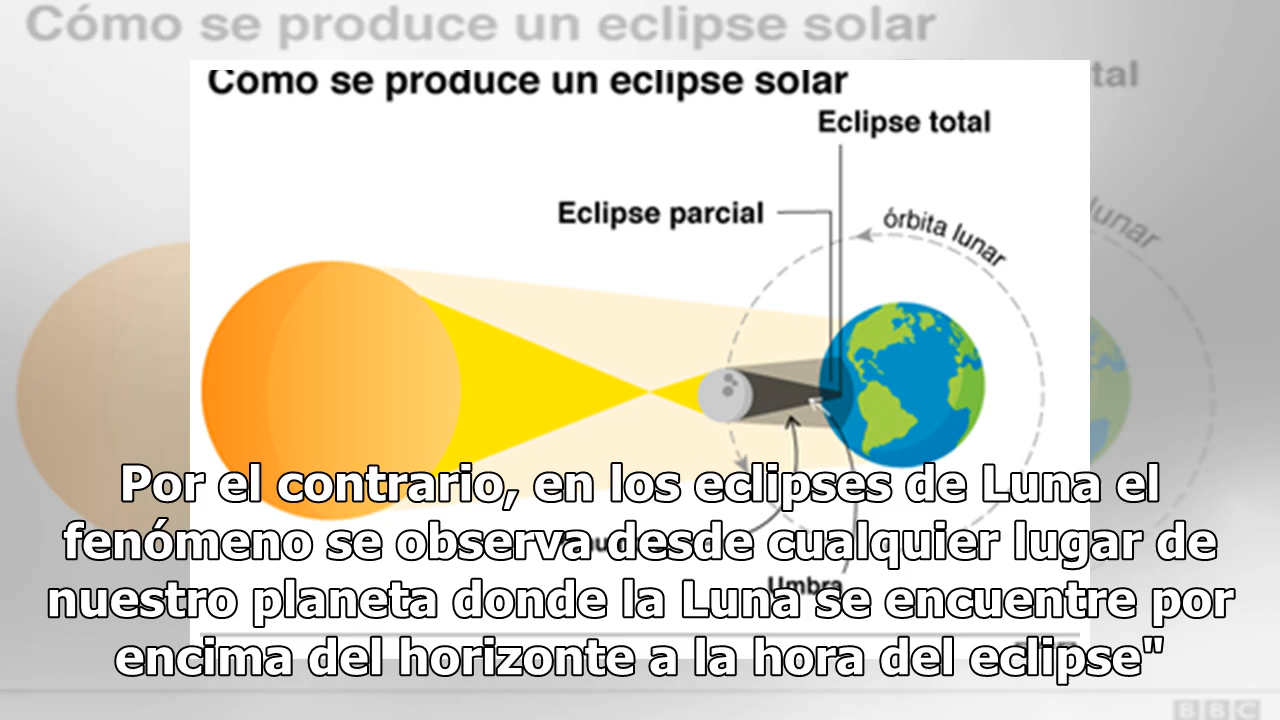 Cómo se produce un eclipse solar
Cómo se produce un eclipse solar
tal
Eclipse total
Eclipse parcial
órbita lunar
lunar
Por el contrario, en los eclipses de Luna el
fenómeno se observa desde cualquier lugar de
Umbra
nuestro planeta donde la Luna se encuentre por
encima del horizonte a la hora del eclipse"
BBC